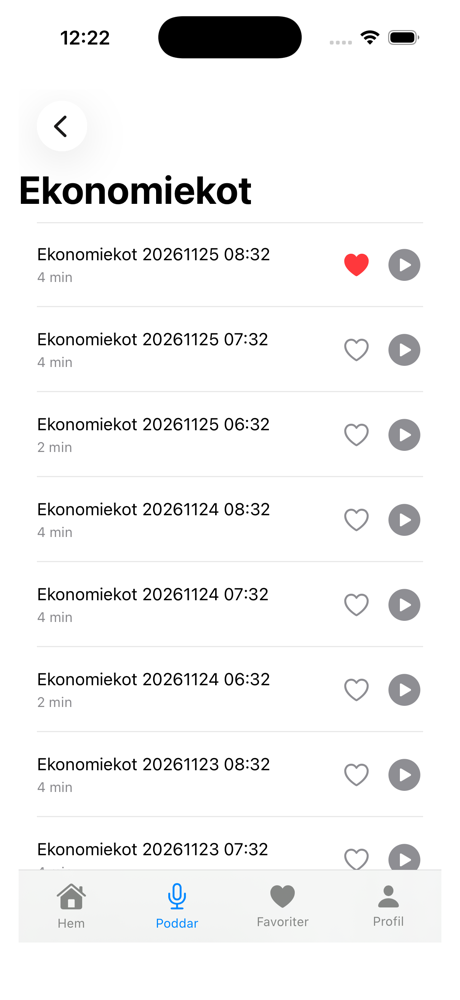 12:22
Ekonomiekot
Ekonomiekot 20261125 08:32
4 min
Ekonomiekot 20261125 07:32
4 min
Ekonomiekot 20261125 06:32
2 min
Ekonomiekot 20261124 08:32
4 min
Ekonomiekot 20261124 07:32
4 min
Ekonomiekot 20261124 06:32
2 min
Ekonomiekot 20261123 08:32
4 min
Ekonomiekot 20261123 07:32
Hem
Poddar
Favoriter
Profil